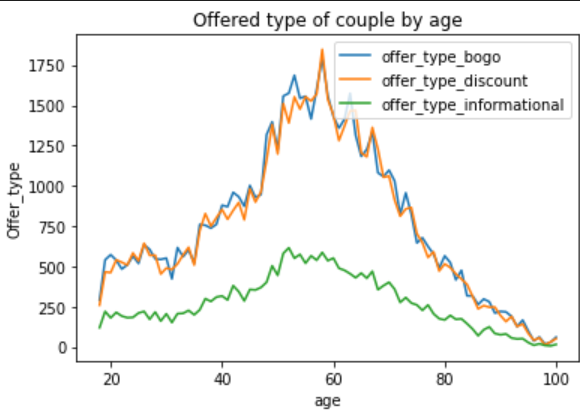 Offered type of couple by age
offer_type_bogo
offer_type_discount
offer_type_informational
Offer_type
1750
1500
1250
1000
750
500
250
0
20 40 60 80 100
age